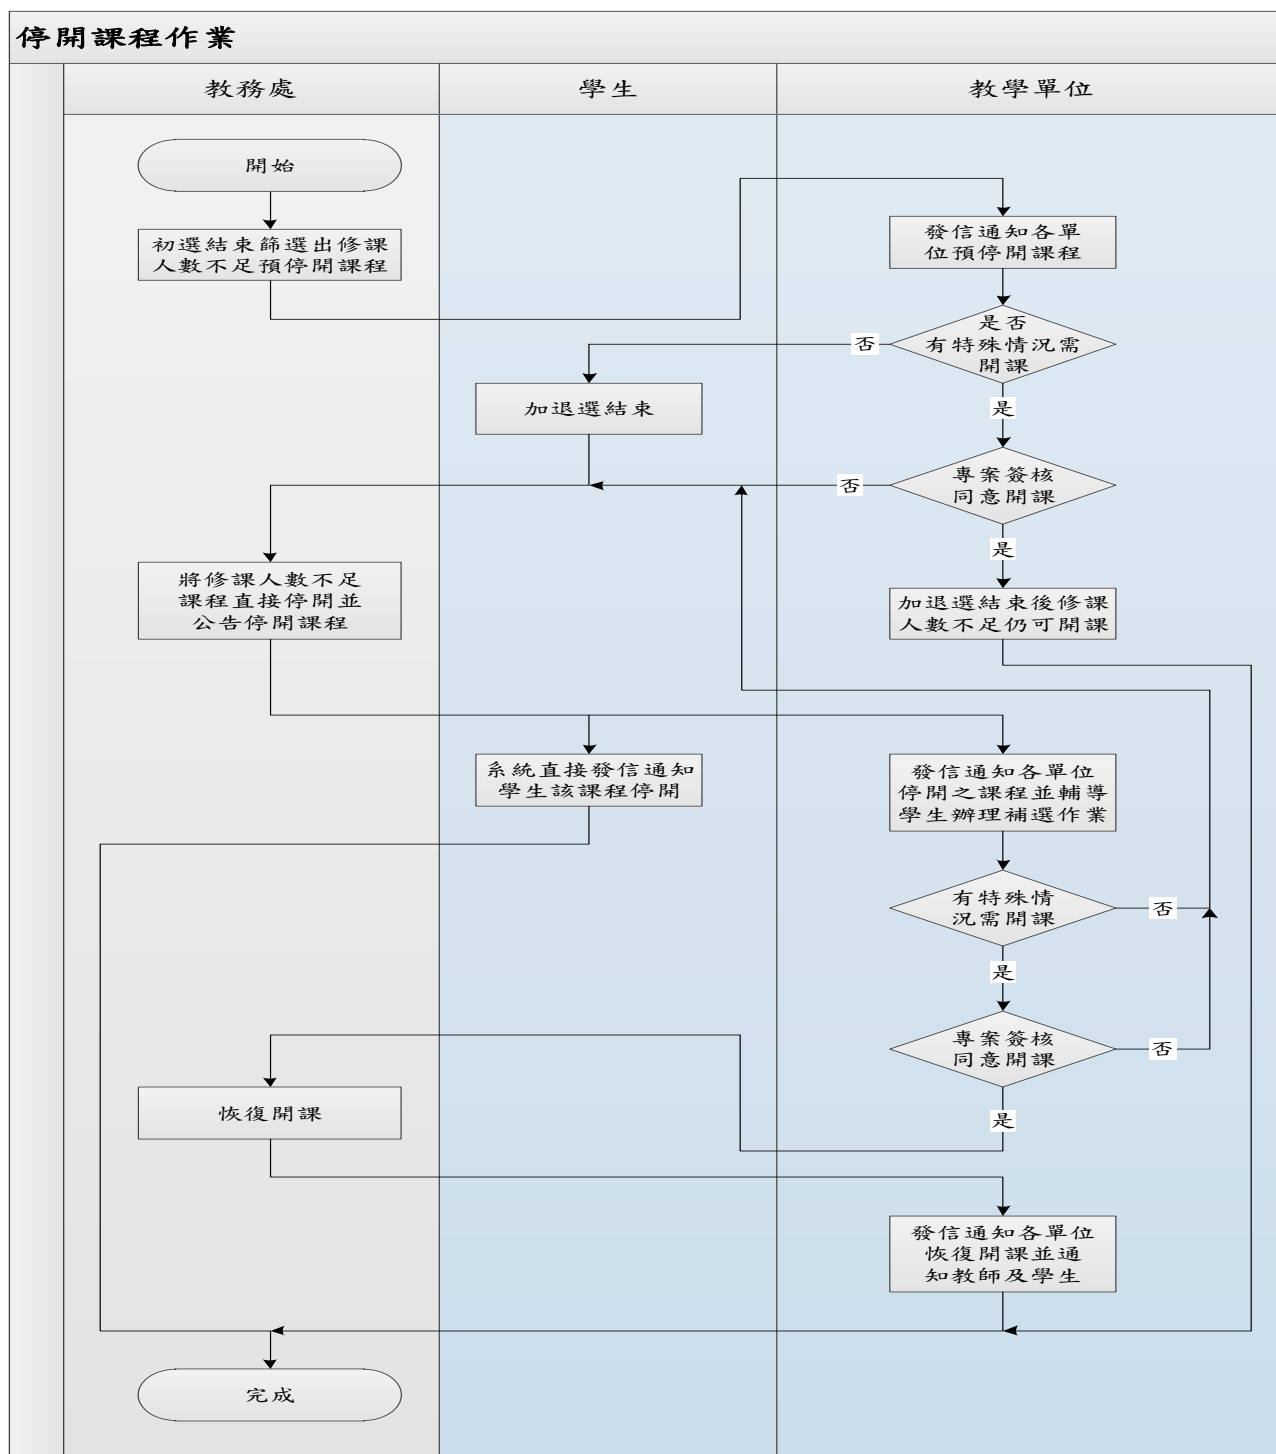 停開課程作業
教務處
學生
教學單位
開始
初選結束篩選出修課
人數不足預停開課程
發信通知各單
位預停開課程
是否
有特殊情況需
開課
否
是
加退選結束
專案簽核
同意開課
否
是
將修課人數不足
課程直接停開並
公告停開課程
加退選結束後修課
人數不足仍可開課
系統直接發信通知
學生該課程停開
發信通知各單位
停開之課程並輔導
學生辦理補選作業
有特殊情
況需開課
否
是
專案簽核
同意開課
否
是
恢復開課
發信通知各單位
恢復開課並通
知教師及學生
完成